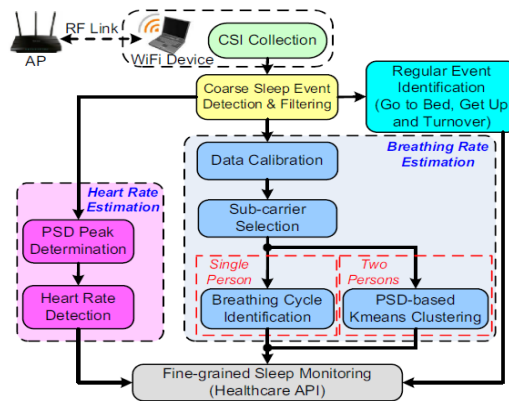 RF Link
AP
WiFi Device
CSI Collection
Coarse Sleep Event
Detection & Filtering
Regular Event
Identification
(Go to Bed, Get Up
and Turnover)
Breathing Rate
Estimation
Data Calibration
Heart Rate
Estimation
Sub-carrier
Selection
PSD Peak
Determination
Single
Person
Two
Persons
Heart Rate
Detection
Breathing Cycle
Identification
PSD-based
Kmeans Clustering
Fine-grained Sleep Monitoring
(Healthcare API)